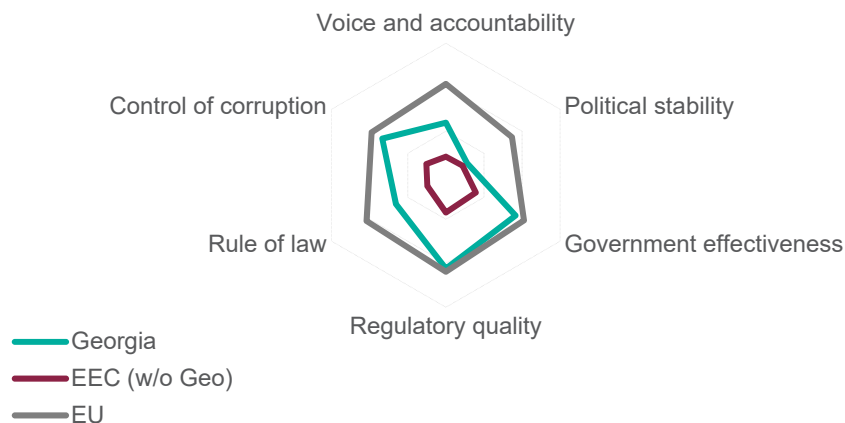 Voice and accountability
Control of corruption
Political stability
Rule of law
Government effectiveness
Regulatory quality
Georgia
EEC (w/o Geo)
EU